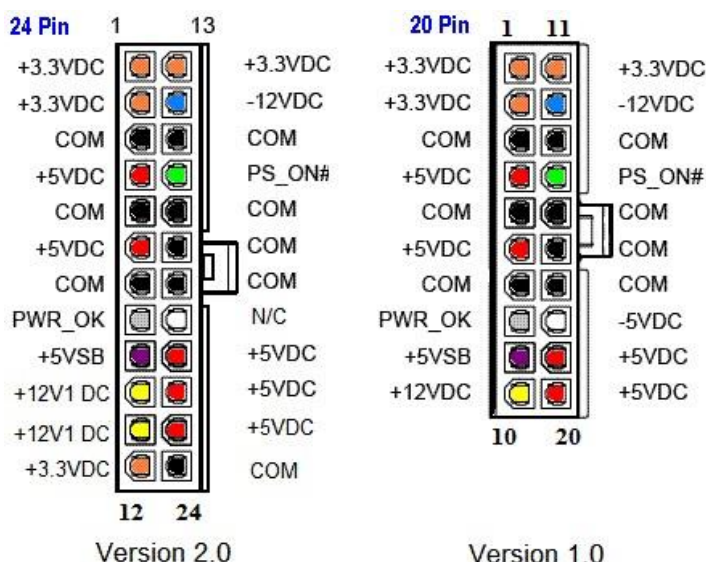 24 Pin 1 13
+3.3VDC +3.3VDC
+3.3VDC -12VDC
COM COM
+5VDC PS_ON#
COM COM
+5VDC COM
COM COM
PWR_OK N/C
+5VSB +5VDC
+12V1 DC +5VDC
+12V1 DC +5VDC
+3.3VDC COM
12 24
Version 2.0
20 Pin 1 11
+3.3VDC +3.3VDC
+3.3VDC -12VDC
COM COM
+5VDC PS_ON#
COM COM
+5VDC COM
COM COM
PWR_OK -5VDC
+5VSB +5VDC
+12VDC +5VDC
10 20
Version 1.0